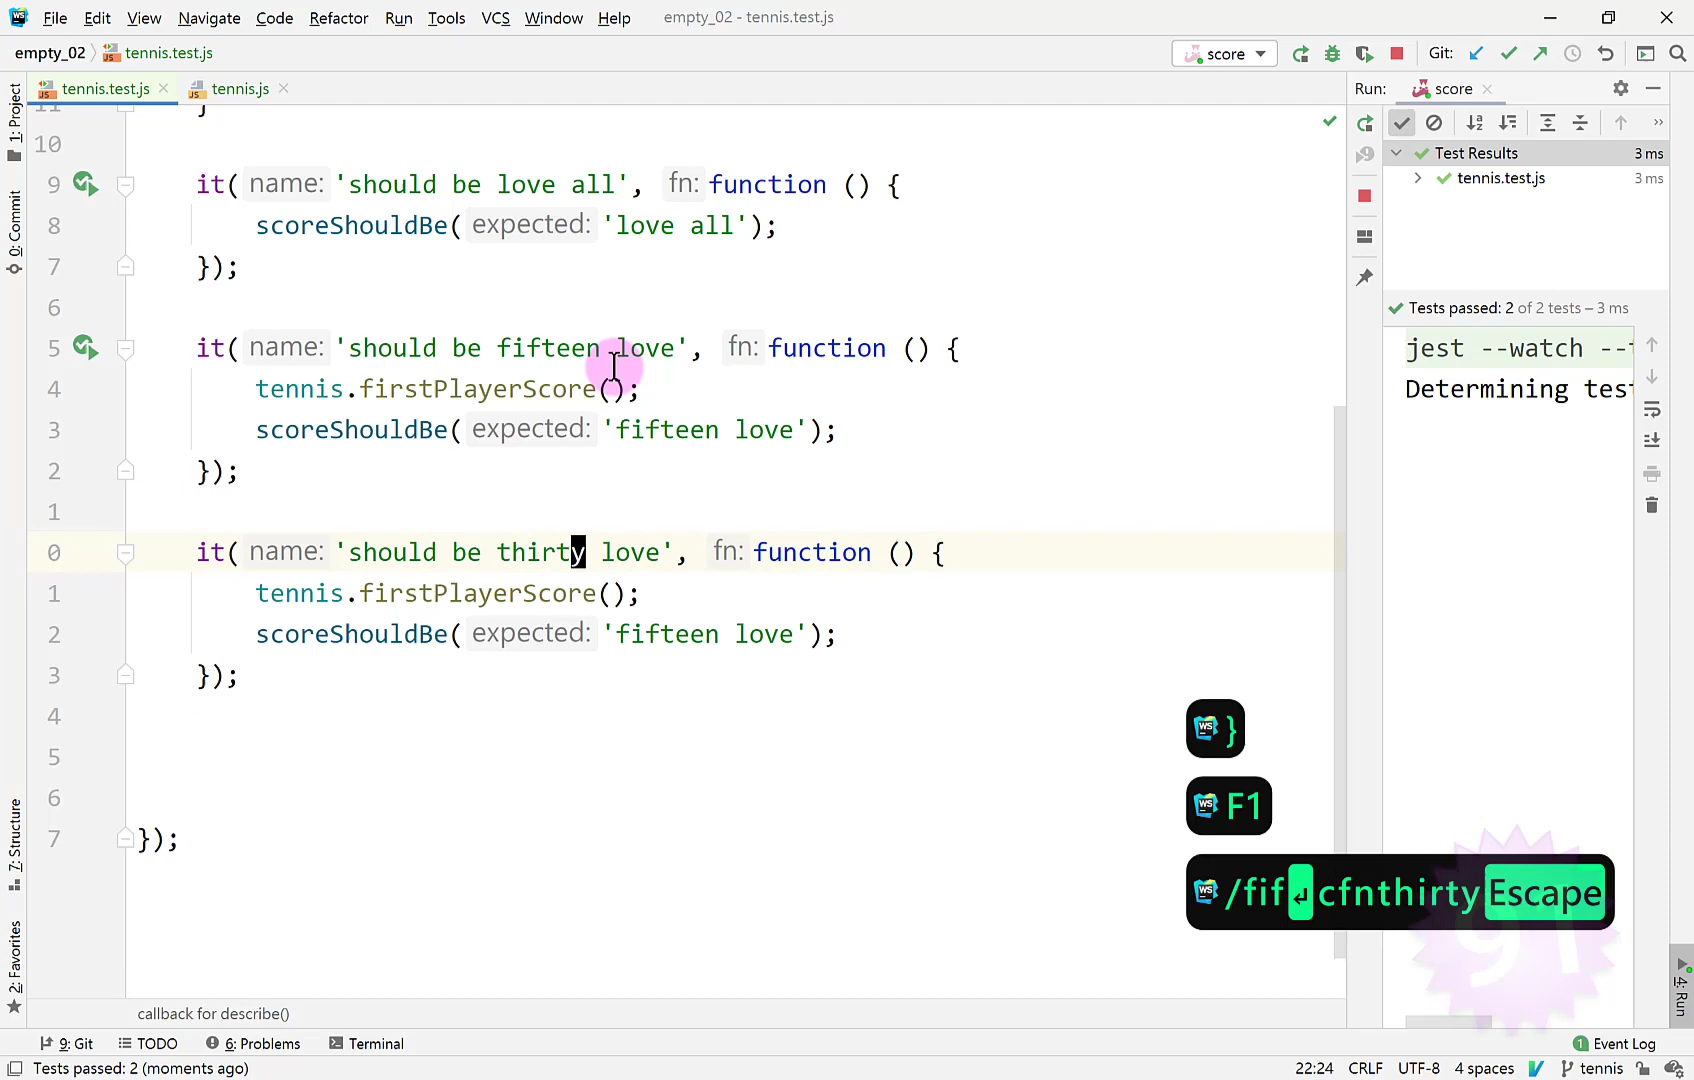 File Edit View Navigate Code Refactor Run Tools VCS Window Help empty_02 - tennis.test.js
empty_02 tennis.test.js score Git:
tennis.test.js tennis.js Run: score
1: Project
0: Commit
7: Structure
2: Favorites
11 }
10
9 it( name: 'should be love all', fn: function () {
8 scoreShouldBe( expected: 'love all');
7 });
6
5 it( name: 'should be fifteen love', fn: function () {
4 tennis.firstPlayerScore();
3 scoreShouldBe( expected: 'fifteen love');
2 });
1
0 it( name: 'should be thirty love', fn: function () {
1 tennis.firstPlayerScore();
2 scoreShouldBe( expected: 'fifteen love');
3 });
4
5
6
7 });
Test Results 3 ms
tennis.test.js 3 ms
Tests passed: 2 of 2 tests – 3 ms
jest --watch --
Determining test
WS }
WS F1
WS /fif↵cfnthirty Escape
91
4: Run
callback for describe()
9: Git TODO 6: Problems Terminal 1 Event Log
Tests passed: 2 (moments ago) 22:24 CRLF UTF-8 4 spaces tennis